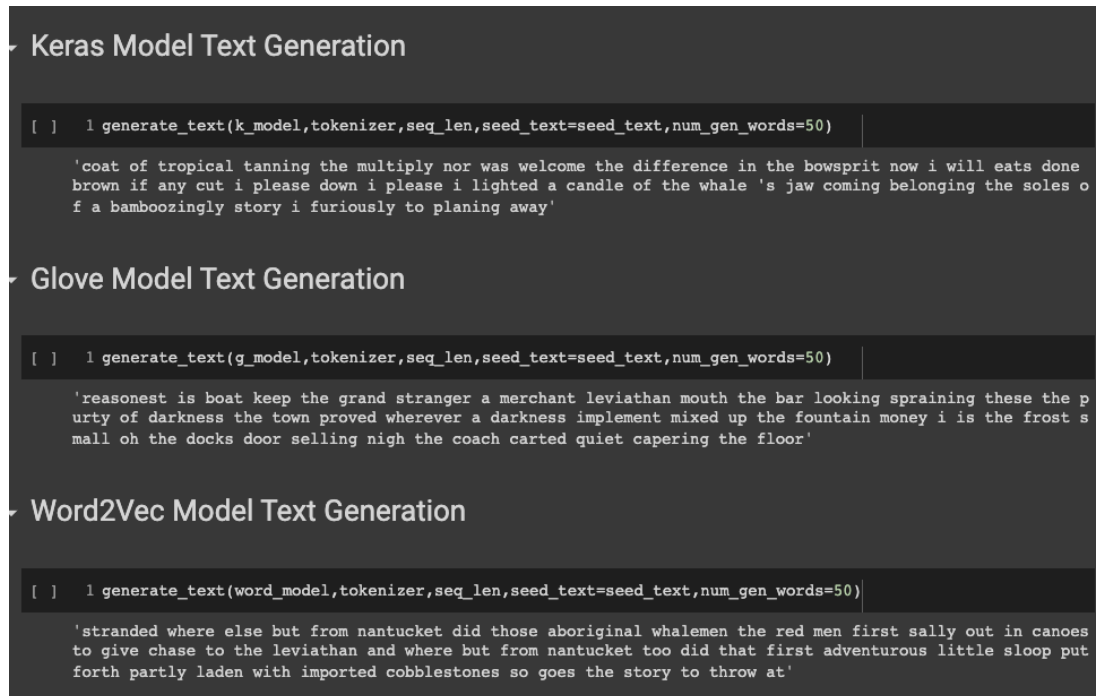 Keras Model Text Generation
[ ] 1 generate_text(k_model,tokenizer,seq_len,seed_text=seed_text,num_gen_words=50)
'coat of tropical tanning the multiply nor was welcome the difference in the bowsprit now i will eats done
brown if any cut i please down i please i lighted a candle of the whale 's jaw coming belonging the soles o
f a bamboozingly story i furiously to planing away'
Glove Model Text Generation
[ ] 1 generate_text(g_model,tokenizer,seq_len,seed_text=seed_text,num_gen_words=50)
'reasonest is boat keep the grand stranger a merchant leviathan mouth the bar looking spraining these the p
urty of darkness the town proved wherever a darkness implement mixed up the fountain money i is the frost s
mall oh the docks door selling nigh the coach carted quiet capering the floor'
Word2Vec Model Text Generation
[ ] 1 generate_text(word_model,tokenizer,seq_len,seed_text=seed_text,num_gen_words=50)
'stranded where else but from nantucket did those aboriginal whalemen the red men first sally out in canoes
to give chase to the leviathan and where but from nantucket too did that first adventurous little sloop put
forth partly laden with imported cobblestones so goes the story to throw at'